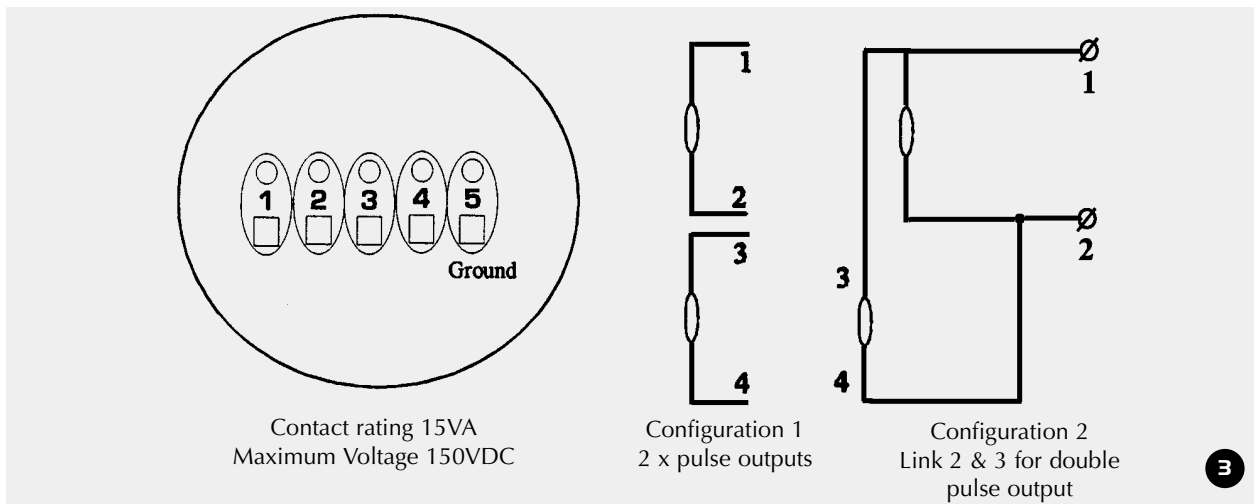 1 2 3 4 5
Ground
Contact rating 15VA
Maximum Voltage 150VDC
1
2
3
4
Configuration 1
2 x pulse outputs
1
2
3
4
Configuration 2
Link 2 & 3 for double
pulse output
3